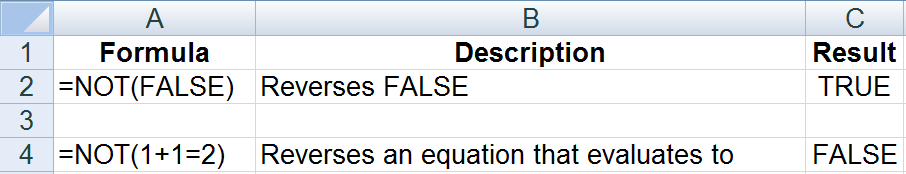 A B C
1 Formula Description Result
2 =NOT(FALSE) Reverses FALSE TRUE
3
4 =NOT(1+1=2) Reverses an equation that evaluates to FALSE